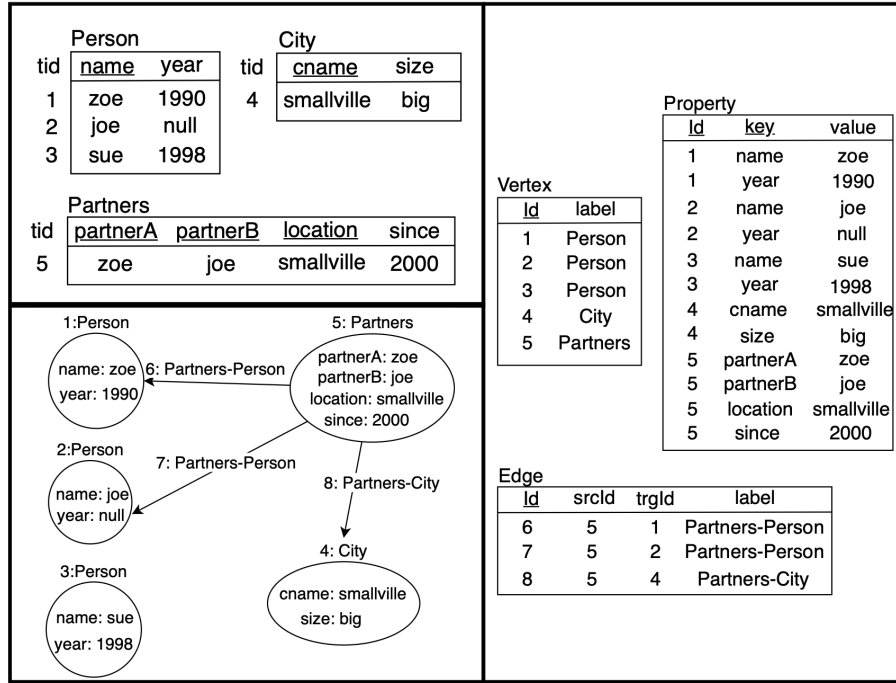 Person
tid name year
1 zoe 1990
2 joe null
3 sue 1998
City
tid cname size
4 smallville big
Partners
tid partnerA partnerB location since
5 zoe joe smallville 2000
1:Person
name: zoe
year: 1990
6: Partners-Person
5: Partners
partnerA: zoe
partnerB: joe
location: smallville
since: 2000
2:Person
name: joe
year: null
7: Partners-Person
8: Partners-City
3:Person
name: sue
year: 1998
4: City
cname: smallville
size: big
Vertex
Id label
1 Person
2 Person
3 Person
4 City
5 Partners
Property
Id key value
1 name zoe
1 year 1990
2 name joe
2 year null
3 name sue
3 year 1998
4 cname smallville
4 size big
5 partnerA zoe
5 partnerB joe
5 location smallville
5 since 2000
Edge
Id srcId trgId label
6 5 1 Partners-Person
7 5 2 Partners-Person
8 5 4 Partners-City